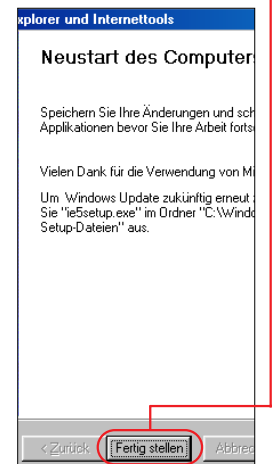 xplorer und Internettools
Neustart des Computers
Speichern Sie Ihre Änderungen und sch
Applikationen bevor Sie Ihre Arbeit forts
Vielen Dank für die Verwendung von Mi
Um Windows Update zukünftig erneut
Sie "ie5setup.exe" im Ordner "C:\Windo
Setup-Dateien" aus.
< Zurück Fertig stellen Abbrec